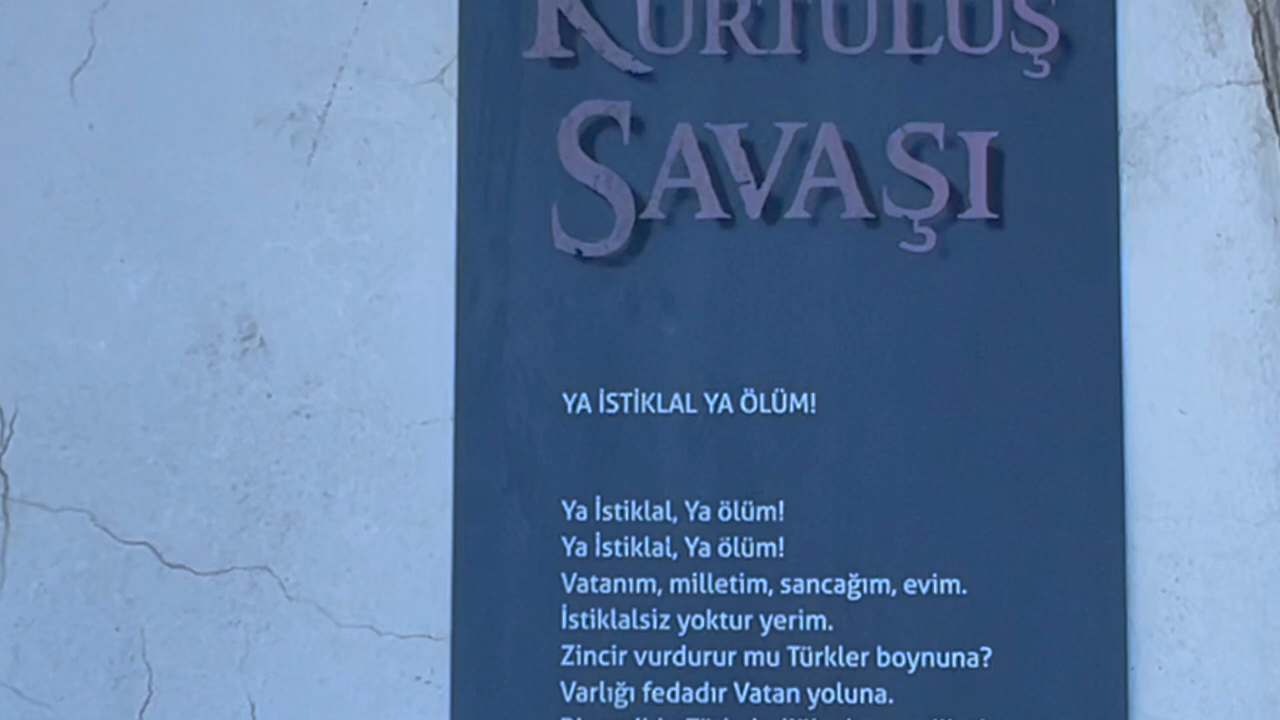 KURTULUŞ
SAVAŞI
YA İSTİKLAL YA ÖLÜM!
Ya İstiklal, Ya ölüm!
Ya İstiklal, Ya ölüm!
Vatanım, milletim, sancağım, evim.
İstiklalsiz yoktur yerim.
Zincir vurdurur mu Türkler boynuna?
Varlığı fedadır Vatan yoluna.